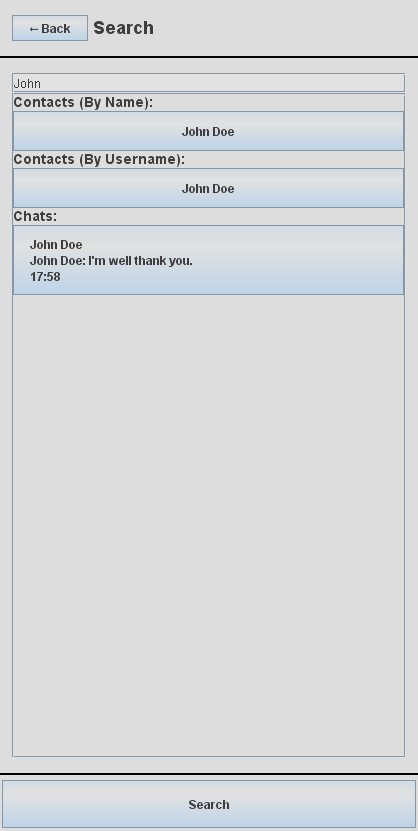 ← Back Search
John
Contacts (By Name):
John Doe
Contacts (By Username):
John Doe
Chats:
John Doe
John Doe: I'm well thank you.
17:58
Search